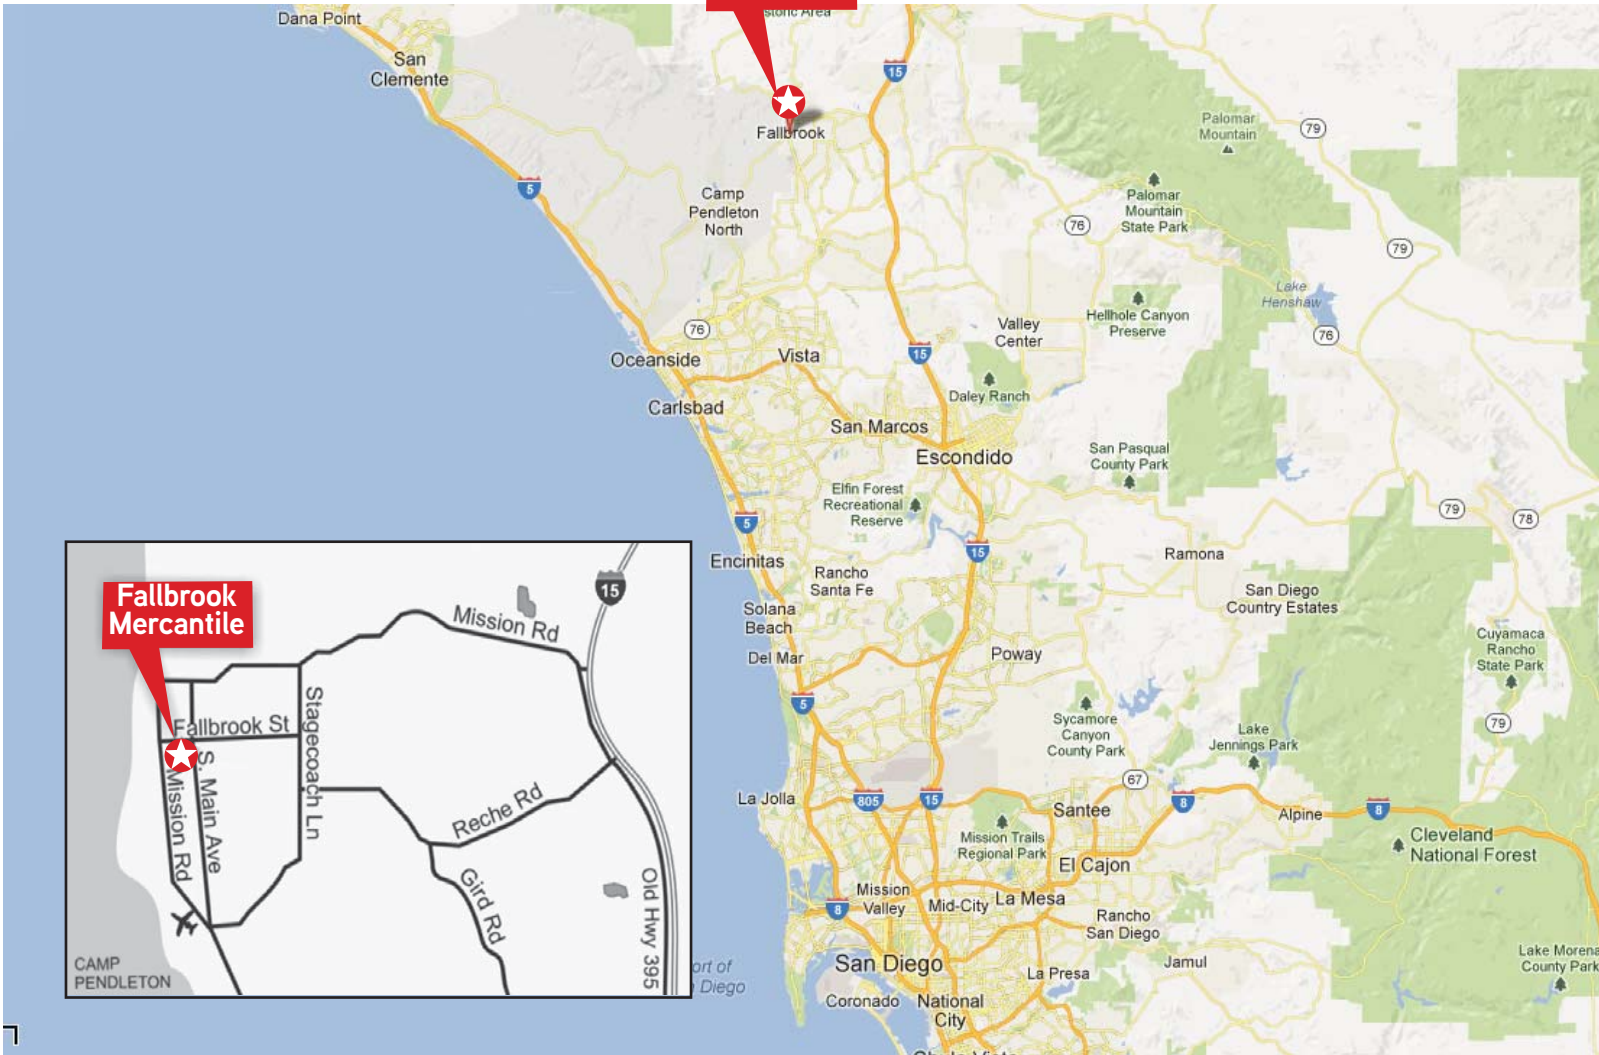 Dana Point
San
Clemente
storic Area
15
Fallbrook
5
Camp
Pendleton
North
Palomar
Mountain
79
Palomar
Mountain
State Park
76
79
Lake
Henshaw
76
Hellhole Canyon
Preserve
Valley
Center
76
Oceanside
Vista
15
Daley Ranch
Carlsbad
San Marcos
Escondido
San Pasqual
County Park
Elfin Forest
Recreational
Reserve
79
78
5
15
Encinitas
Rancho
Santa Fe
Ramona
San Diego
Country Estates
Solana
Beach
Del Mar
Poway
Cuyamaca
Rancho
State Park
5
Sycamore
Canyon
County Park
Lake
Jennings Park
79
67
La Jolla
805
15
Santee
8
Alpine
8
Mission Trails
Regional Park
El Cajon
Cleveland
National Forest
Mission
Valley
Mid-City
La Mesa
8
Rancho
San Diego
San Diego
La Presa
Jamul
Lake Morena
County Park
ort of
Diego
Coronado
National
City
Chula Vista
Fallbrook
Mercantile
15
Mission Rd
Fallbrook St
Stagecoach Ln
S. Main Ave
Mission Rd
Reche Rd
Gird Rd
Old Hwy 395
CAMP
PENDLETON